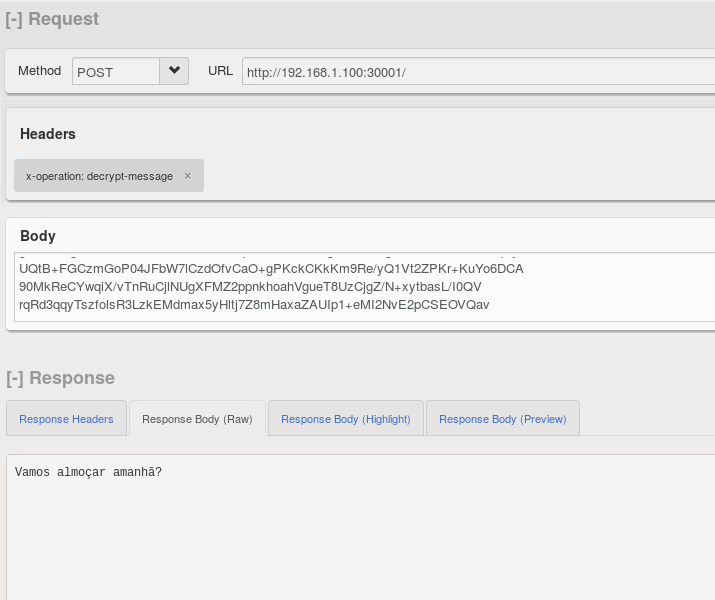 [-] Request
Method POST URL http://192.168.1.100:30001/
Headers
x-operation: decrypt-message ×
Body
UQtB+FGCzmGoP04JFbW7lCzdOfvCaO+gPKckCKkKm9Re/yQ1Vt2ZPKr+KuYo6DCA
90MkReCYwqiX/vTnRuCjlNUgXFMZ2ppnkhoahVgueT8UzCjgZ/N+xytbasL/I0QV
rqRd3qqyTszfolsR3LzkEMdmax5yHltj7Z8mHaxaZAUIp1+eMI2NvE2pCSEOVQav
[-] Response
Response Headers Response Body (Raw) Response Body (Highlight) Response Body (Preview)
Vamos almoçar amanhã?